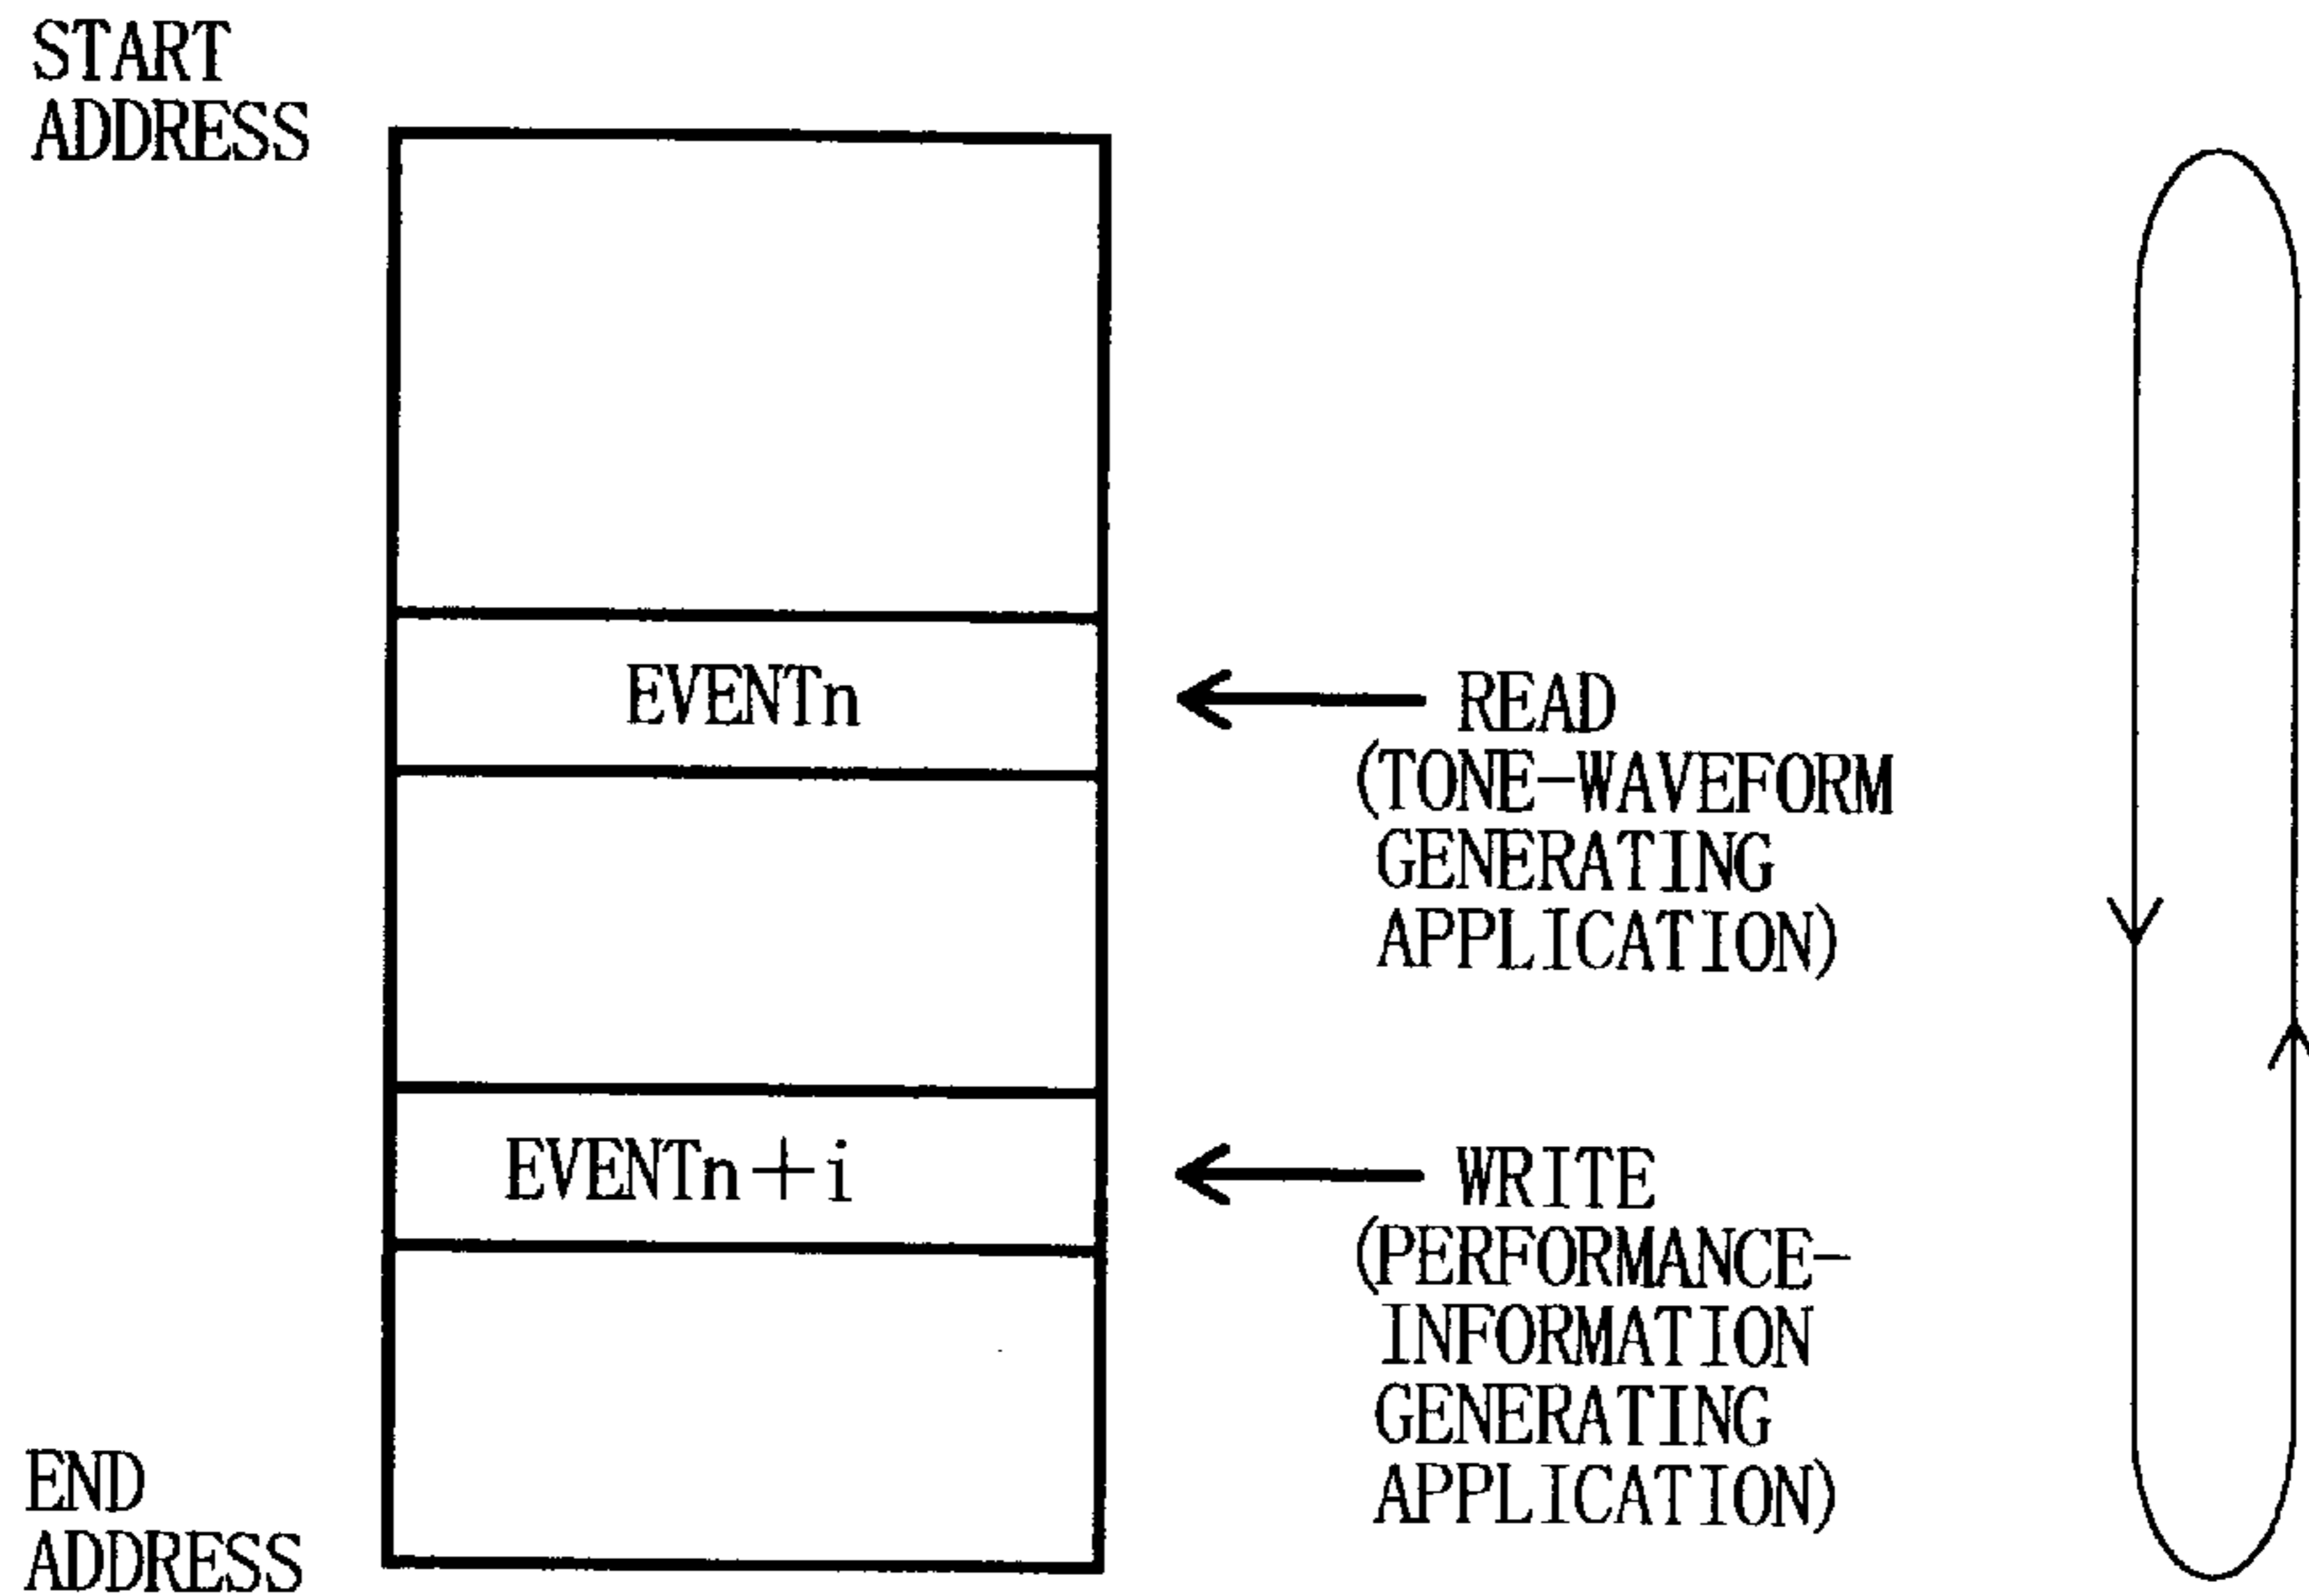 START
ADDRESS
EVENTn
READ
(TONE-WAVEFORM
GENERATING
APPLICATION)
EVENTn+i
WRITE
(PERFORMANCE-
INFORMATION
GENERATING
APPLICATION)
END
ADDRESS